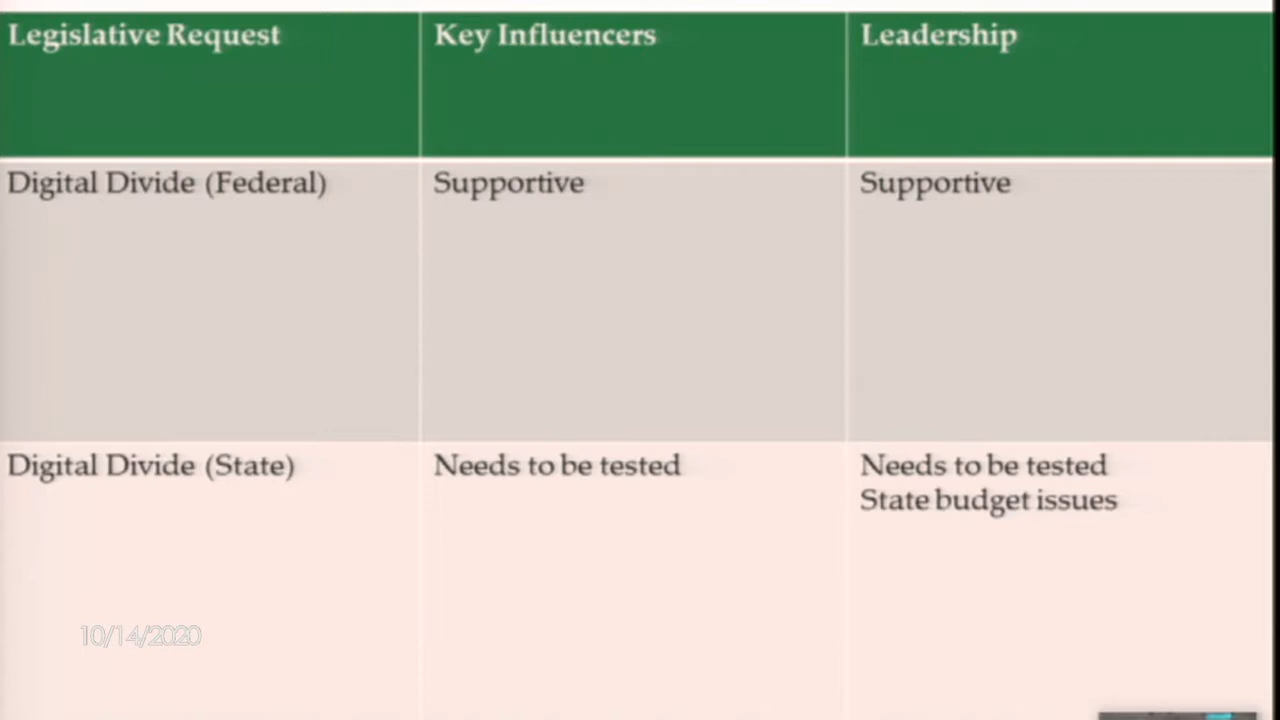 Legislative Request
Key Influencers
Leadership
Digital Divide (Federal)
Supportive
Supportive
Digital Divide (State)
Needs to be tested
Needs to be tested
State budget issues
10/14/2020